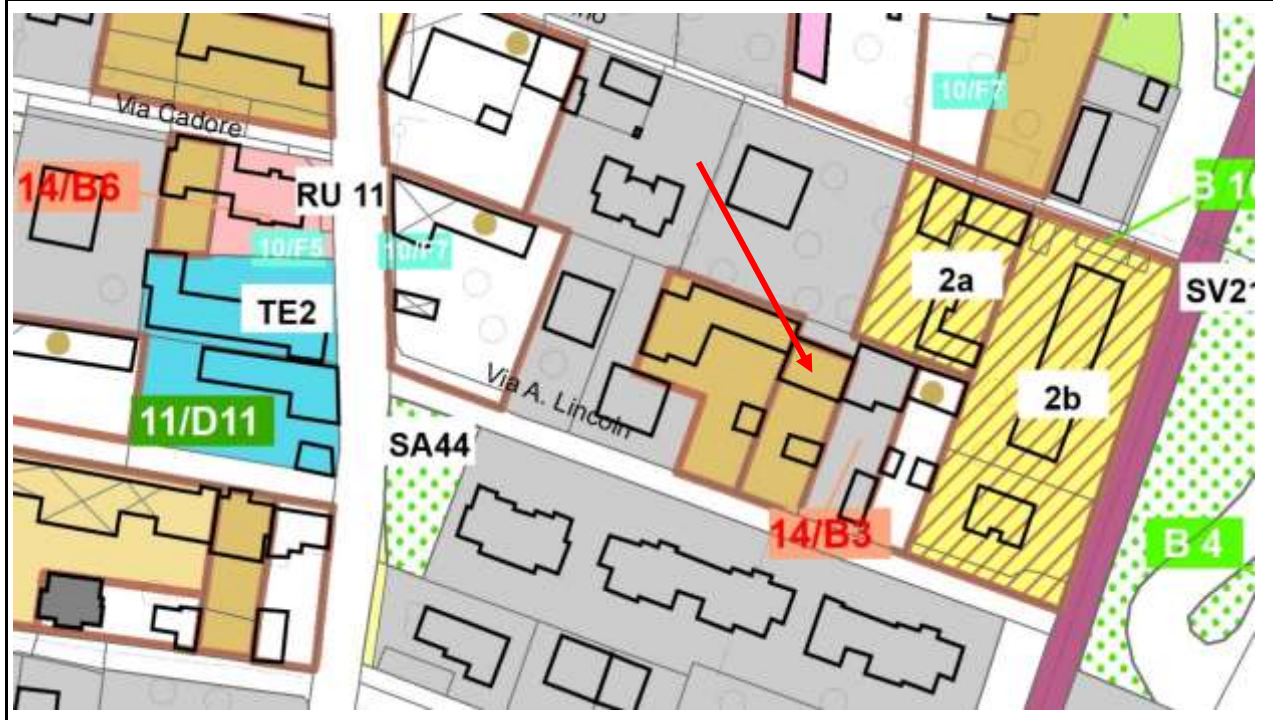 10/F7
Via Cadore
14/B6
RU 11
B 10
10/F5
10/F7
2a
SV21
TE2
Via A. Lincoln
2b
11/D11
SA44
14/B3
B 4